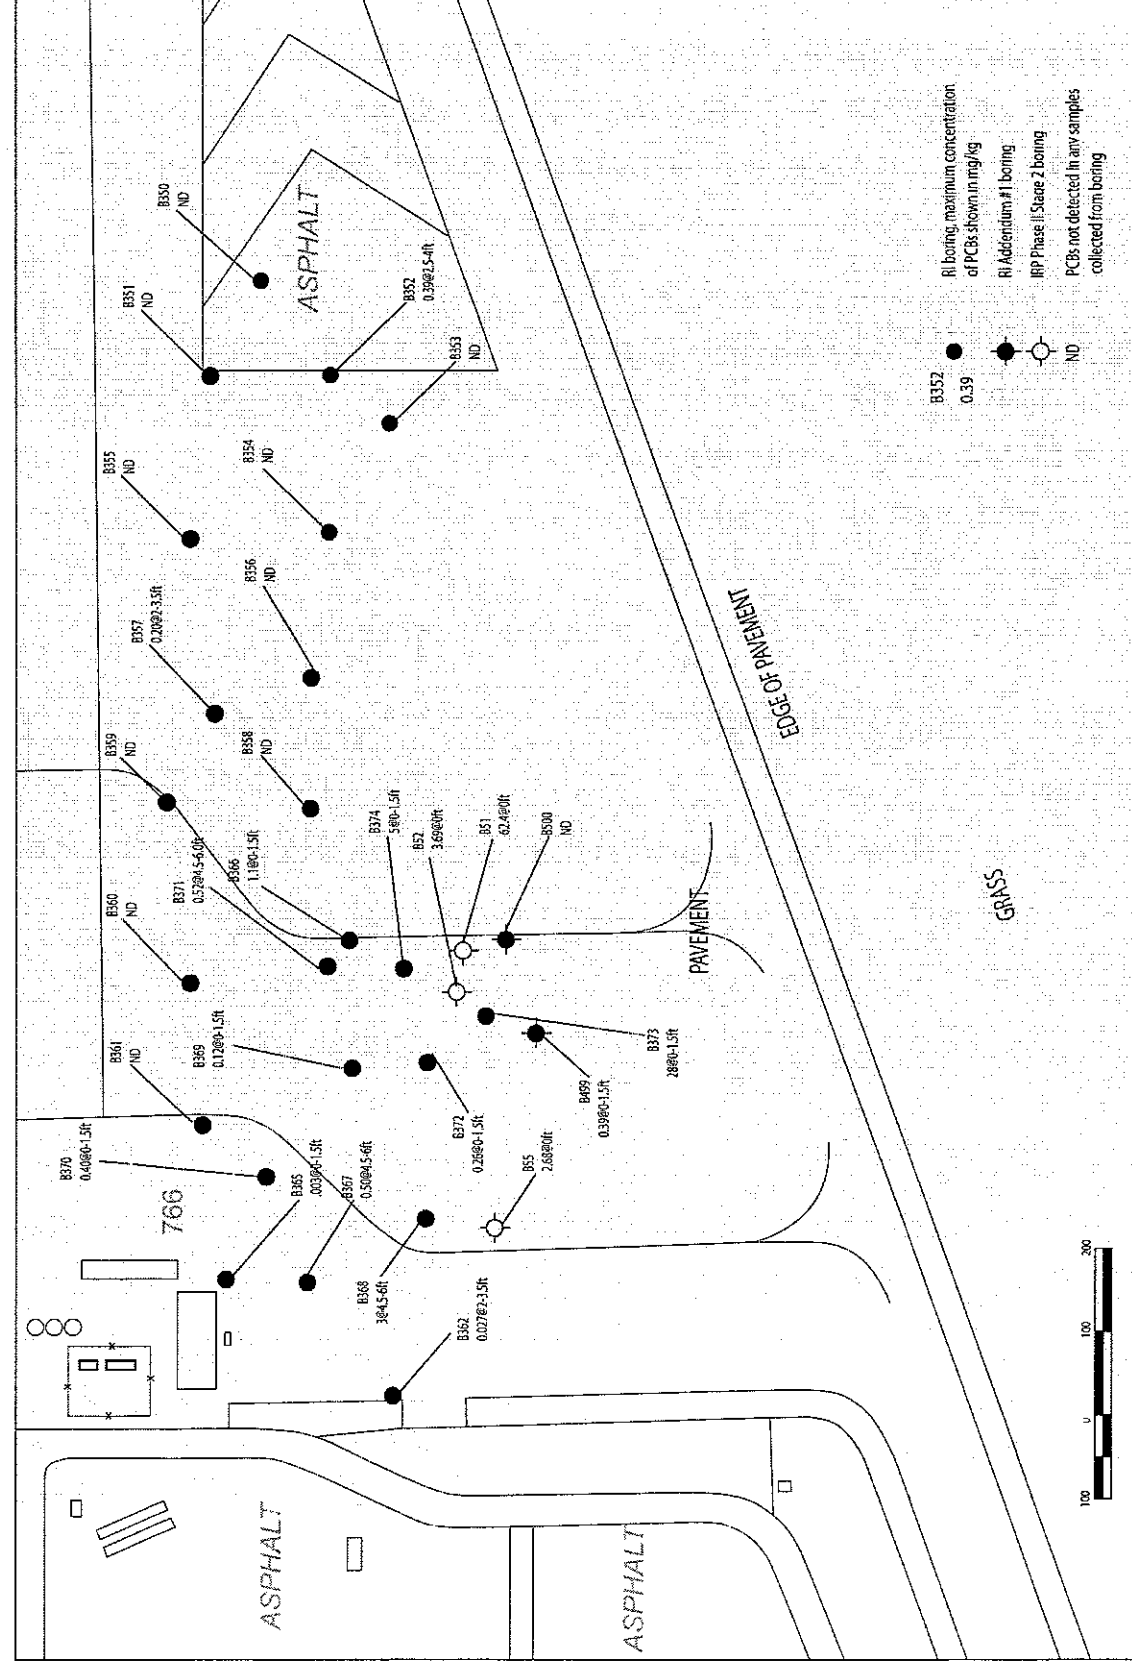 B350
ND
ASPHALT
B351
ND
B352
0.39@2.5-4ft
B353
ND
B355
ND
B354
ND
B356
ND
B357
0.20@2-3.5ft
B359
ND
B358
ND
B360
ND
B371
0.52@4.5-6.0ft
B366
1.1@0-1.5ft
B374
5@0-1.5ft
B52
3.69@0ft
B51
62.4@0ft
B500
ND
B361
ND
B369
0.12@0-1.5ft
B370
0.40@0-1.5ft
766
B365
.003@0-1.5ft
B367
0.50@4.5-6ft
B372
0.26@0-1.5ft
B373
28@0-1.5ft
B499
0.39@0-1.5ft
B55
2.68@0ft
B368
3@4.5-6ft
B362
0.027@2-3.5ft
ASPHALT
ASPHALT
PAVEMENT
EDGE OF PAVEMENT
GRASS
B352
0.39
RI boring, maximum concentration
of PCBs shown in mg/kg
RI Addendum #1 boring
IRP Phase II Stage 2 boring
ND
PCBs not detected in any samples
collected from boring
100
0
100
200